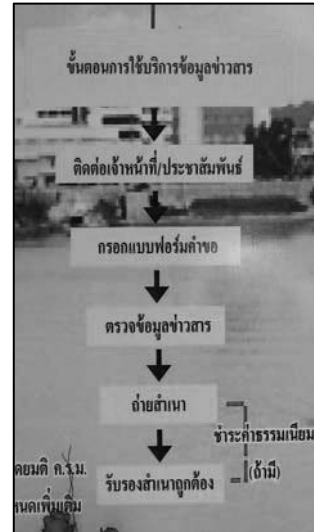 ขั้นตอนการใช้บริการข้อมูลข่าวสาร
ติดต่อเจ้าหน้าที่/ประชาสัมพันธ์
กรอกแบบฟอร์มคำขอ
ตรวจข้อมูลข่าวสาร
ถ่ายสำเนา
ชำระค่าธรรมเนียม
(ถ้ามี)
รับรองสำเนาถูกต้อง
ดยมติ ค.ร.ม.
หนดเพิ่มเติม